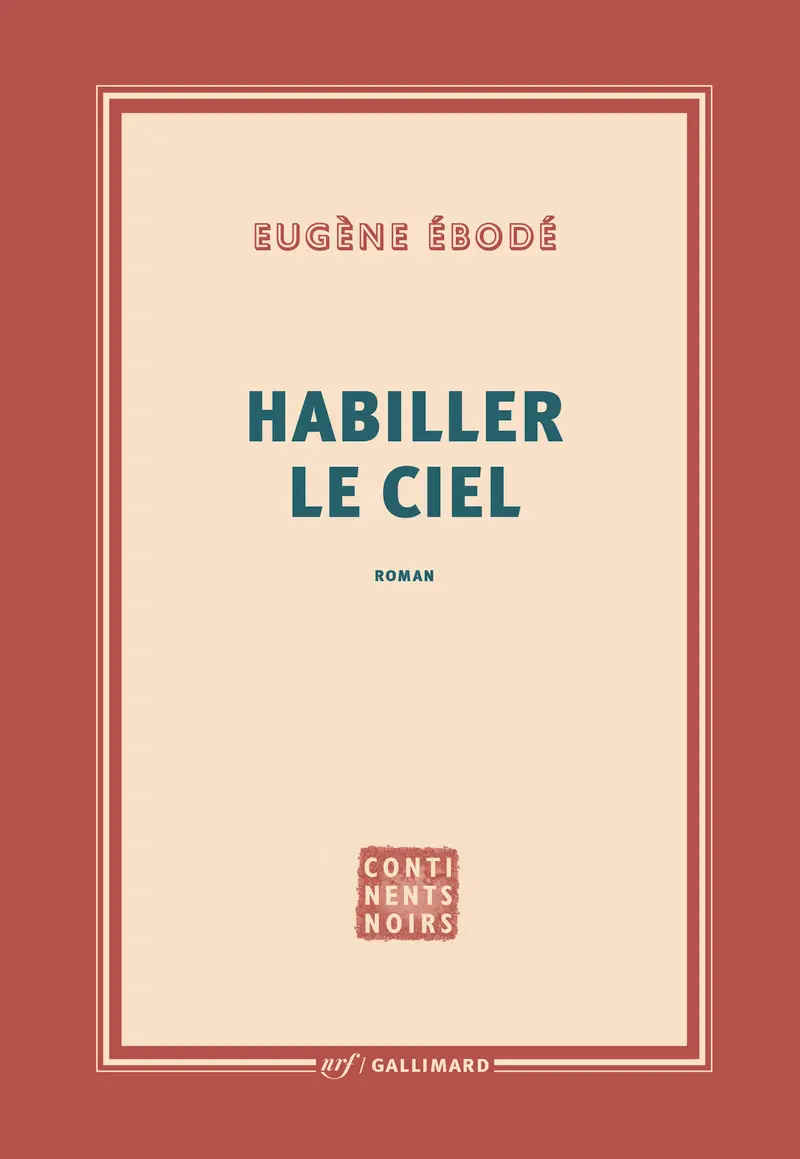 EUGÈNE ÉBODÉ
HABILLER
LE CIEL
ROMAN
CONTI
NENTS
NOIRS
nrf / GALLIMARD